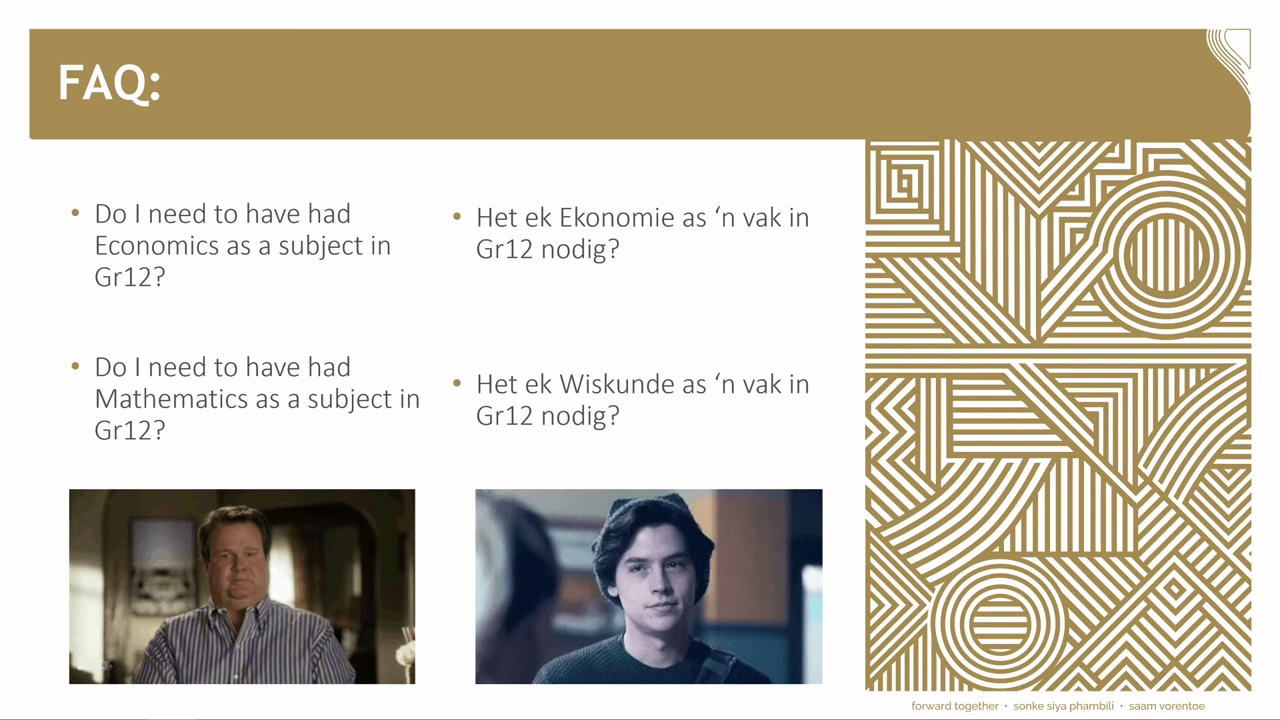 FAQ:
• Do I need to have had
Economics as a subject in
Gr12?
• Do I need to have had
Mathematics as a subject in
Gr12?
• Het ek Ekonomie as ‘n vak in
Gr12 nodig?
• Het ek Wiskunde as ‘n vak in
Gr12 nodig?
forward together • sonke siya phambili • saam vorentoe